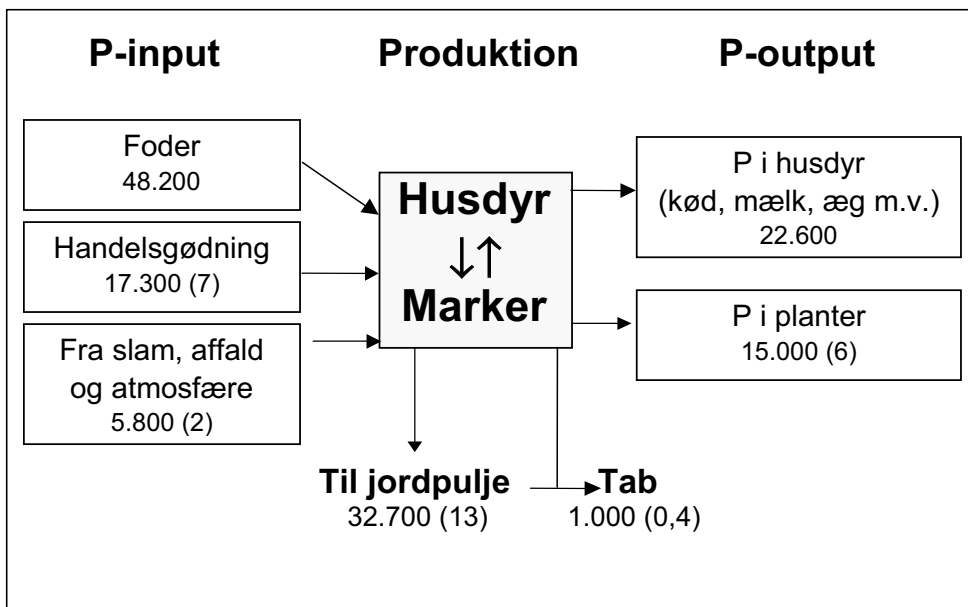 P-input
Produktion
P-output
Foder
48.200
Handelsgødning
17.300 (7)
Fra slam, affald
og atmosfære
5.800 (2)
Husdyr
↓↑
Marker
P i husdyr
(kød, mælk, æg m.v.)
22.600
P i planter
15.000 (6)
Til jordpulje
32.700 (13)
Tab
1.000 (0,4)